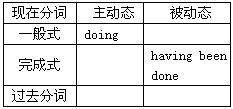 现在分词 主动态 被动态
一般式 doing
完成式 having been
done
过去分词